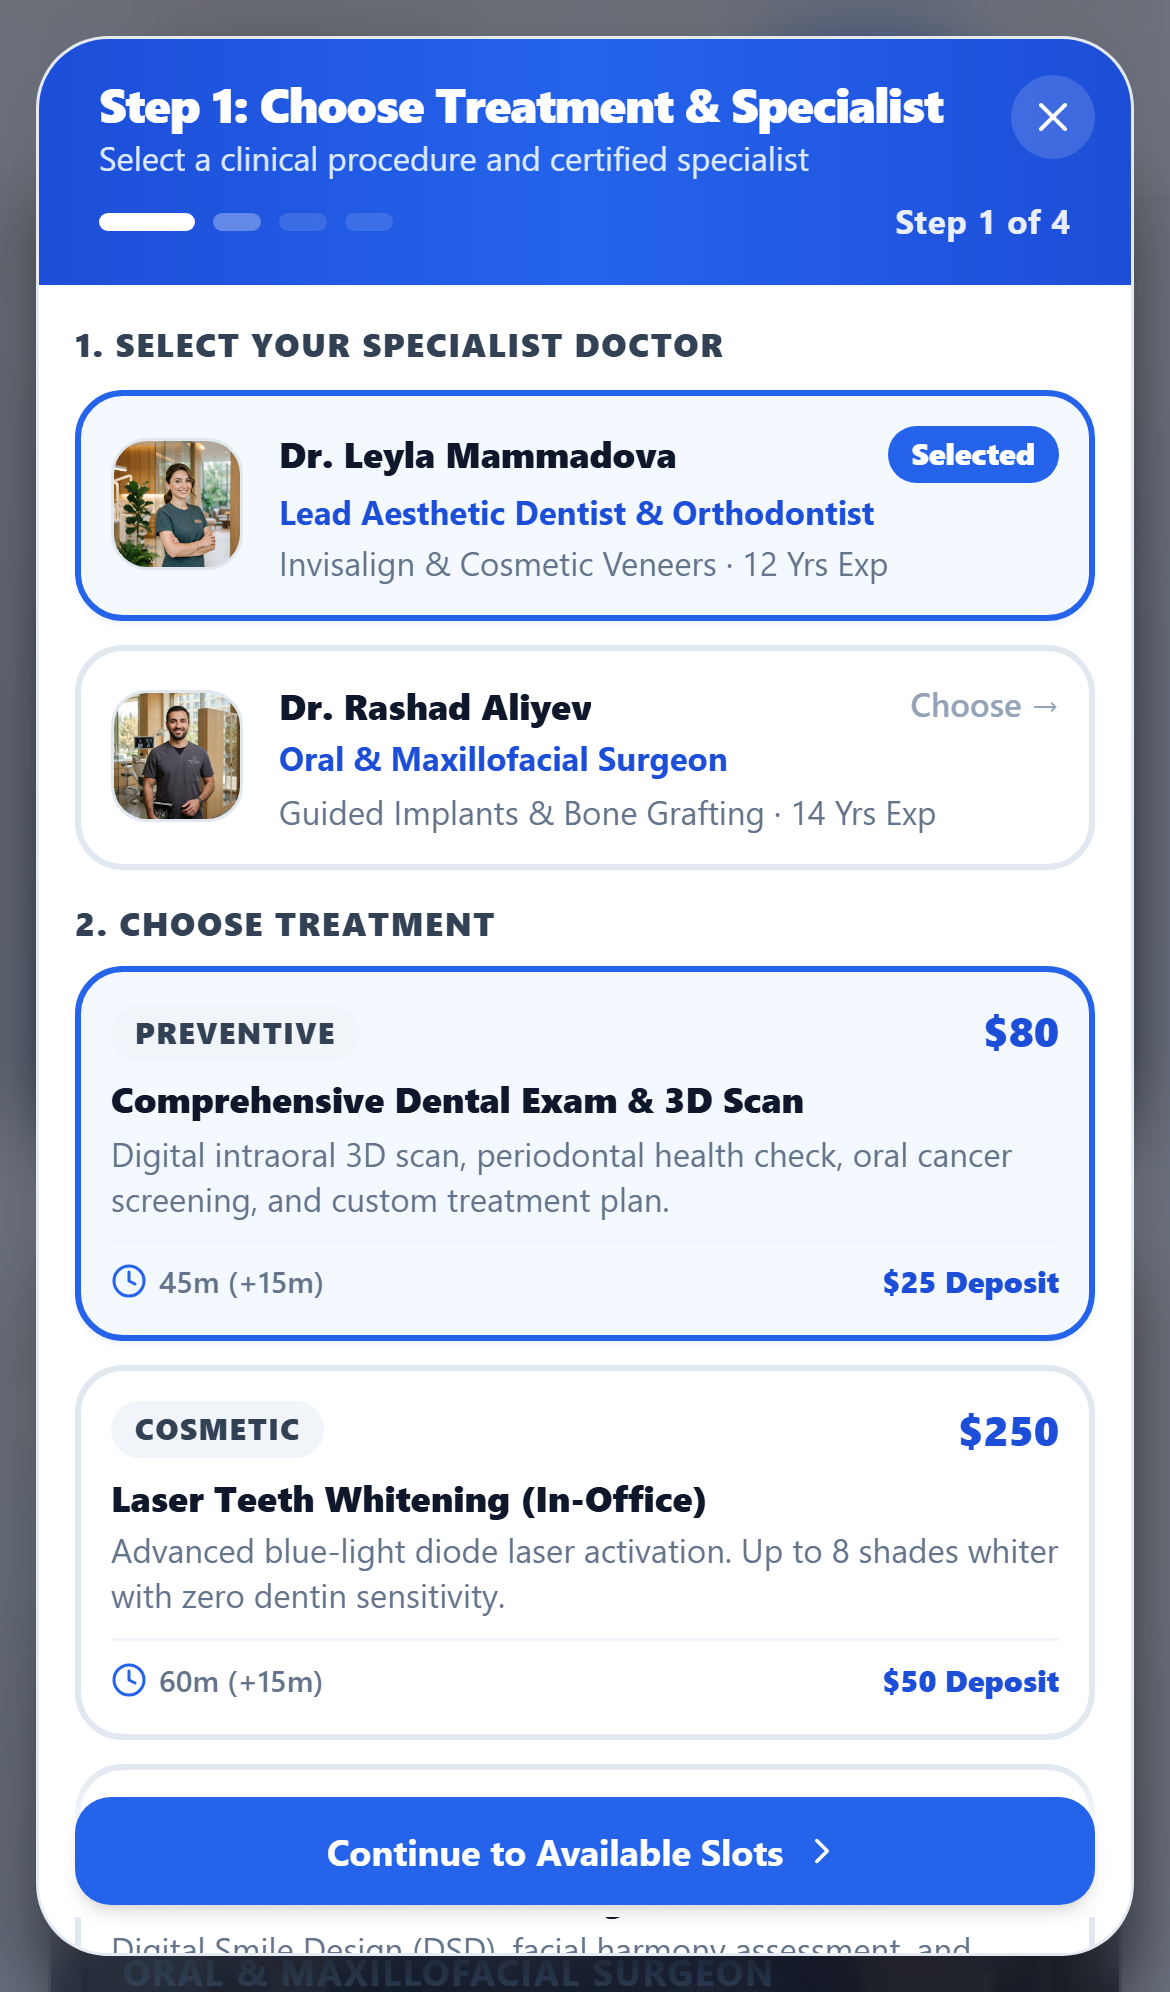 Step 1: Choose Treatment & Specialist
Select a clinical procedure and certified specialist
Step 1 of 4
1. SELECT YOUR SPECIALIST DOCTOR
Dr. Leyla Mammadova
Selected
Lead Aesthetic Dentist & Orthodontist
Invisalign & Cosmetic Veneers · 12 Yrs Exp
Dr. Rashad Aliyev
Choose →
Oral & Maxillofacial Surgeon
Guided Implants & Bone Grafting · 14 Yrs Exp
2. CHOOSE TREATMENT
PREVENTIVE
$80
Comprehensive Dental Exam & 3D Scan
Digital intraoral 3D scan, periodontal health check, oral cancer
screening, and custom treatment plan.
45m (+15m)
$25 Deposit
COSMETIC
$250
Laser Teeth Whitening (In-Office)
Advanced blue-light diode laser activation. Up to 8 shades whiter
with zero dentin sensitivity.
60m (+15m)
$50 Deposit
Continue to Available Slots
Digital Smile Design (DSD), facial harmony assessment, and
ORAL & MAXILLOFACIAL SURGEON